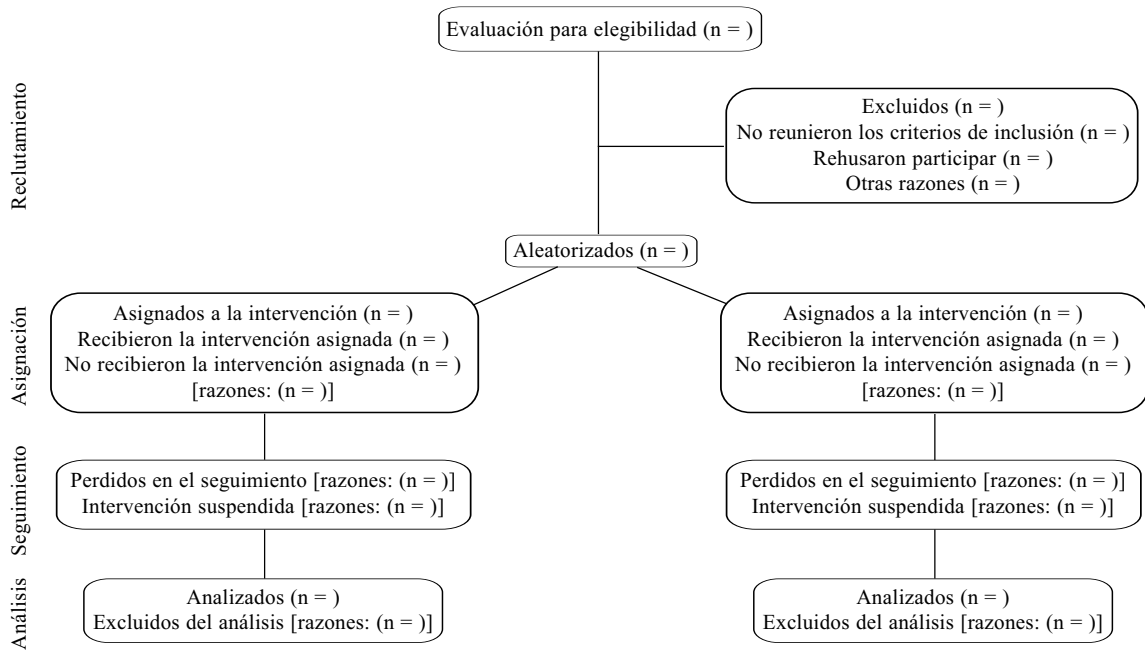 Evaluación para elegibilidad (n = )
Reclutamiento
Excluidos (n = )
No reunieron los criterios de inclusión (n = )
Rehusaron participar (n = )
Otras razones (n = )
Aleatorizados (n = )
Asignación
Asignados a la intervención (n = )
Recibieron la intervención asignada (n = )
No recibieron la intervención asignada (n = )
[razones: (n = )]
Asignados a la intervención (n = )
Recibieron la intervención asignada (n = )
No recibieron la intervención asignada (n = )
[razones: (n = )]
Seguimiento
Perdidos en el seguimiento [razones: (n = )]
Intervención suspendida [razones: (n = )]
Perdidos en el seguimiento [razones: (n = )]
Intervención suspendida [razones: (n = )]
Análisis
Analizados (n = )
Excluidos del análisis [razones: (n = )]
Analizados (n = )
Excluidos del análisis [razones: (n = )]